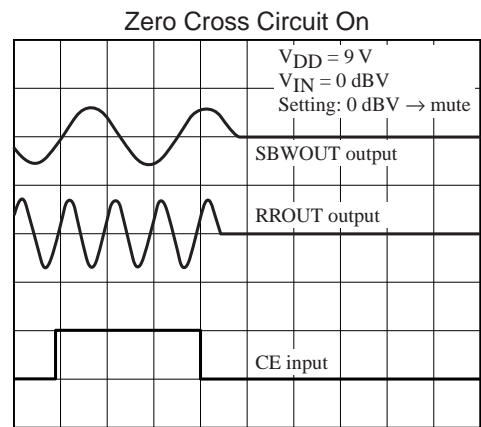 Zero Cross Circuit On
VDD = 9 V
VIN = 0 dBV
Setting: 0 dBV → mute
SBWOUT output
RROUT output
CE input